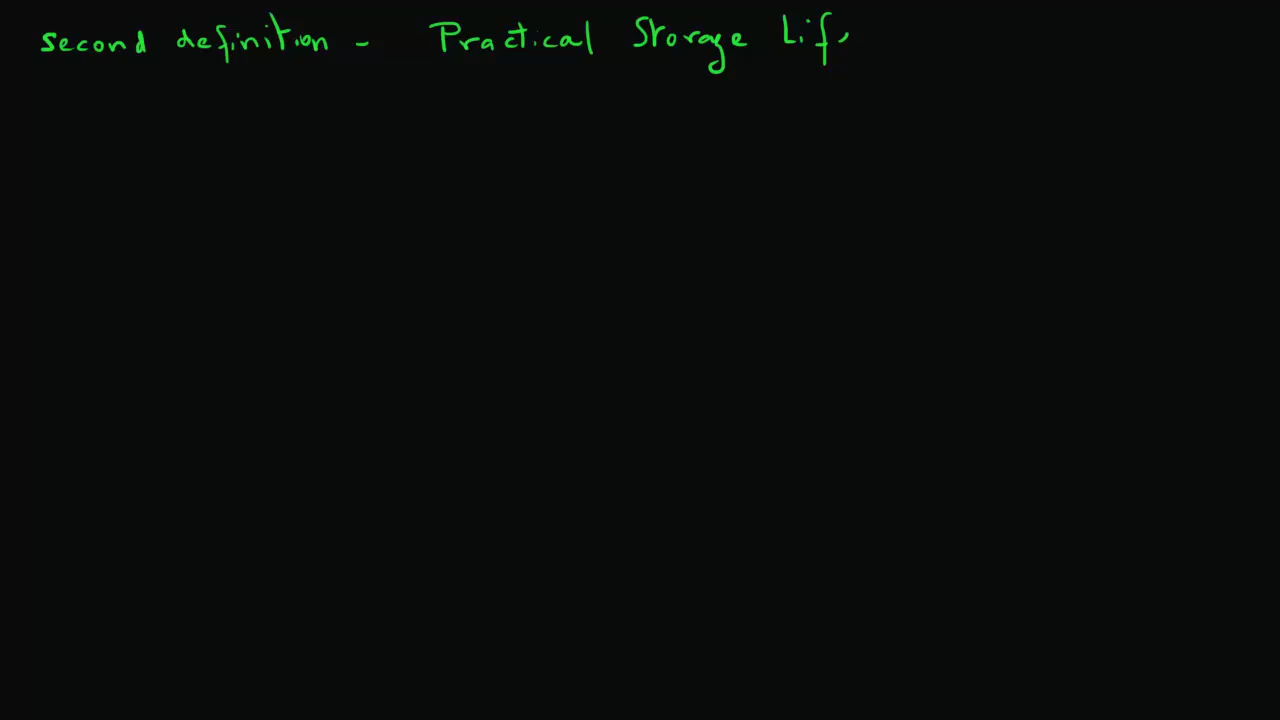 second definition - Practical Storage Lif